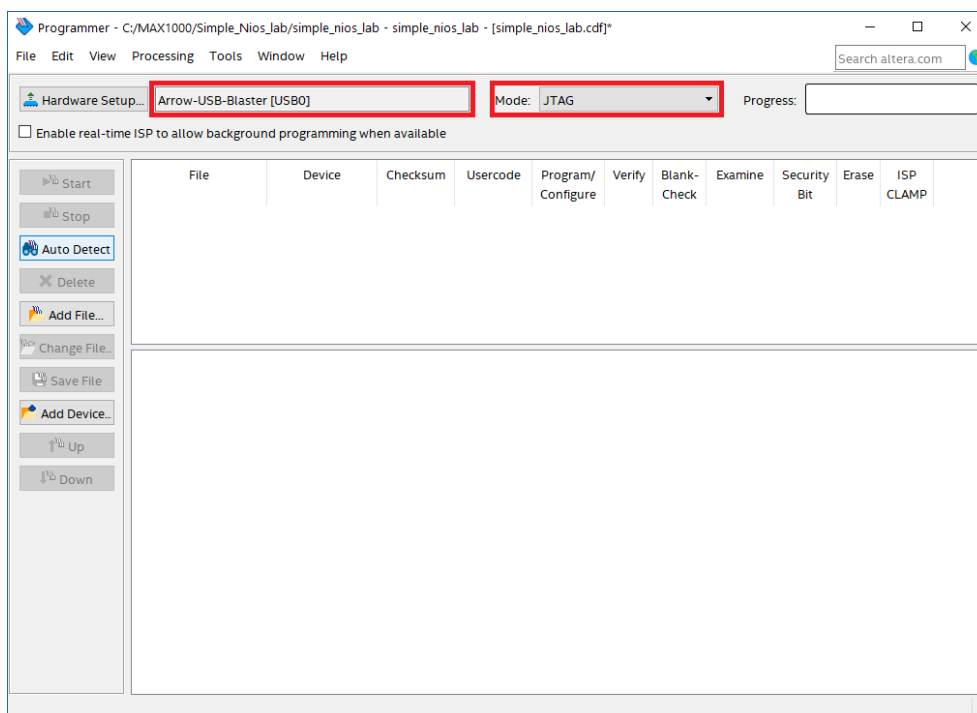 Programmer - C:/MAX1000/Simple_Nios_lab/simple_nios_lab - simple_nios_lab - [simple_nios_lab.cdf]*
File Edit View Processing Tools Window Help
Search altera.com
Hardware Setup... Arrow-USB-Blaster [USB0] Mode: JTAG Progress:
Enable real-time ISP to allow background programming when available
File Device Checksum Usercode Program/ Verify Blank- Examine Security Erase ISP
Configure Check Bit CLAMP
Start
Stop
Auto Detect
Delete
Add File...
Change File..
Save File
Add Device..
Up
Down